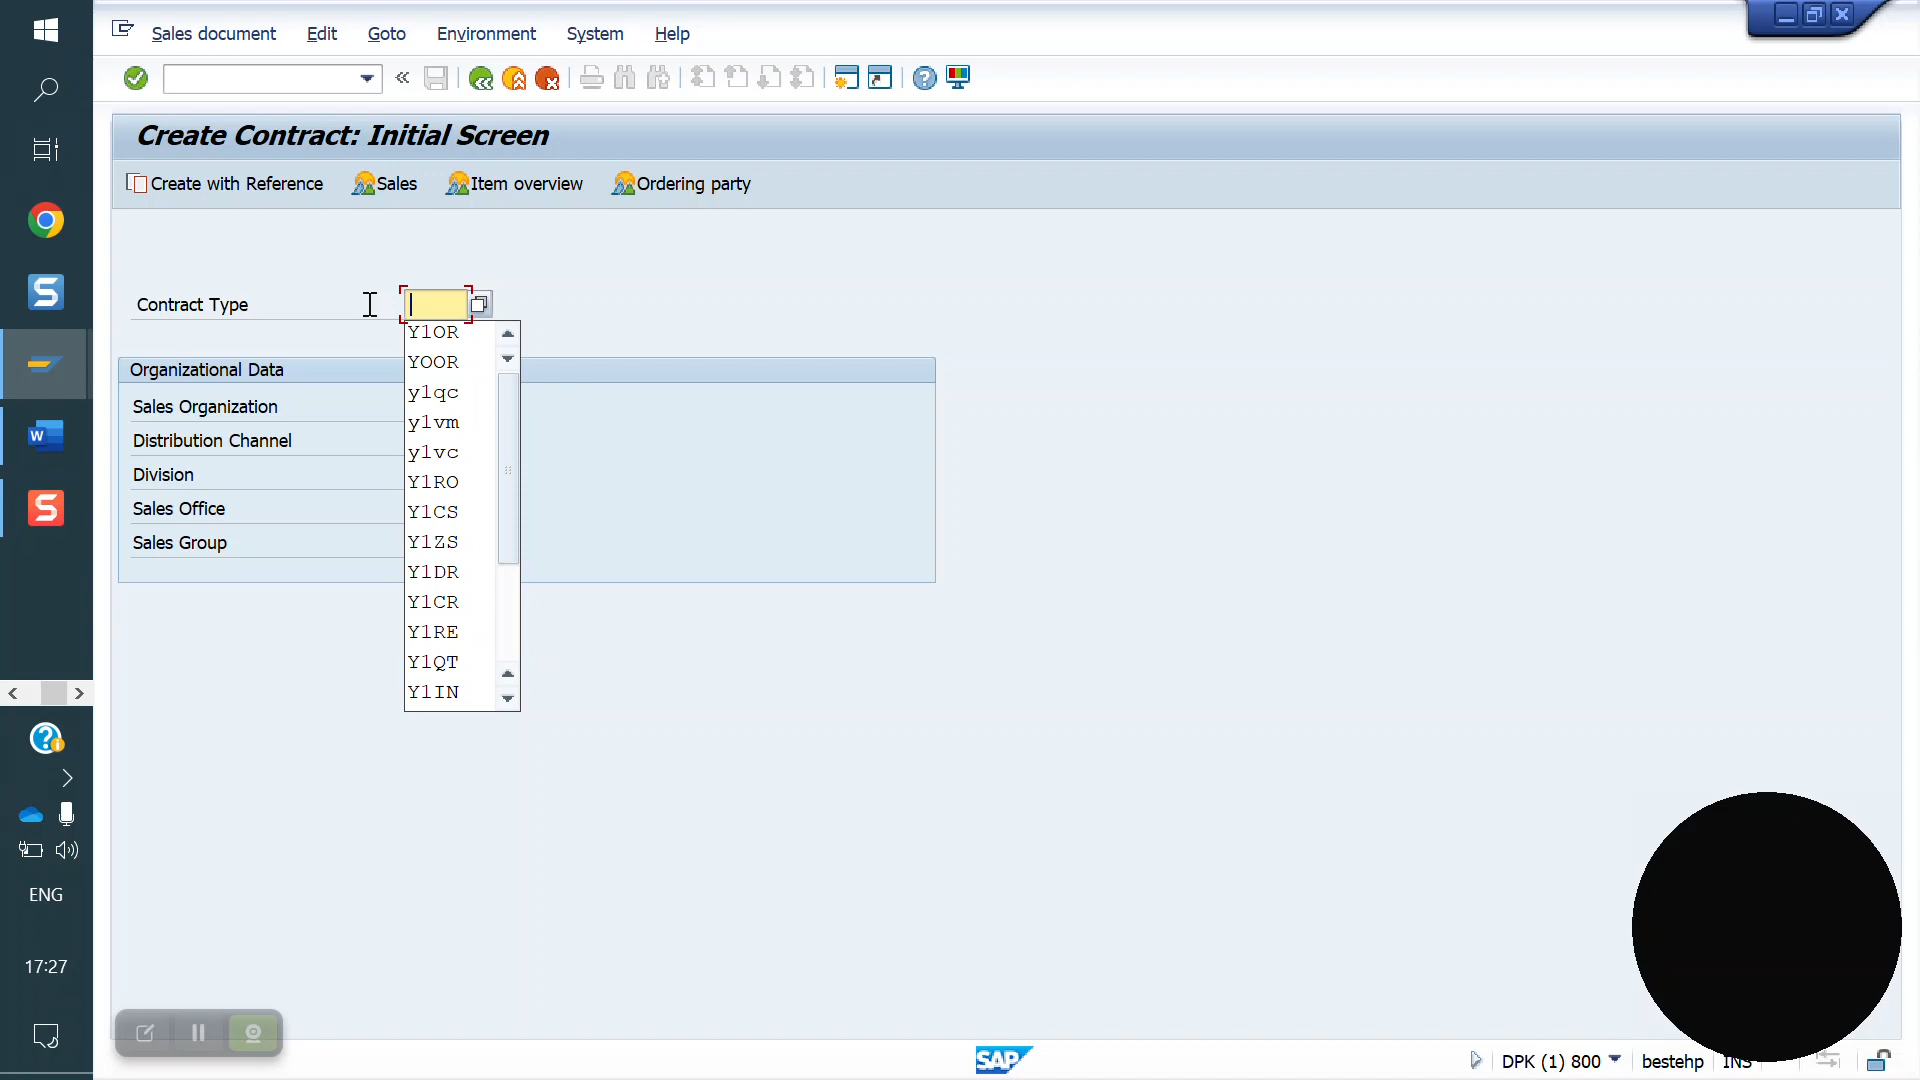 Sales document Edit Goto Environment System Help
Create Contract: Initial Screen
Create with Reference Sales Item overview Ordering party
Contract Type
Y1OR
YOOR
y1qc
y1vm
y1vc
Y1RO
Y1CS
Y1ZS
Y1DR
Y1CR
Y1RE
Y1QT
Y1IN
Organizational Data
Sales Organization
Distribution Channel
Division
Sales Office
Sales Group
ENG
17:27
SAP
DPK (1) 800 bestehp INS